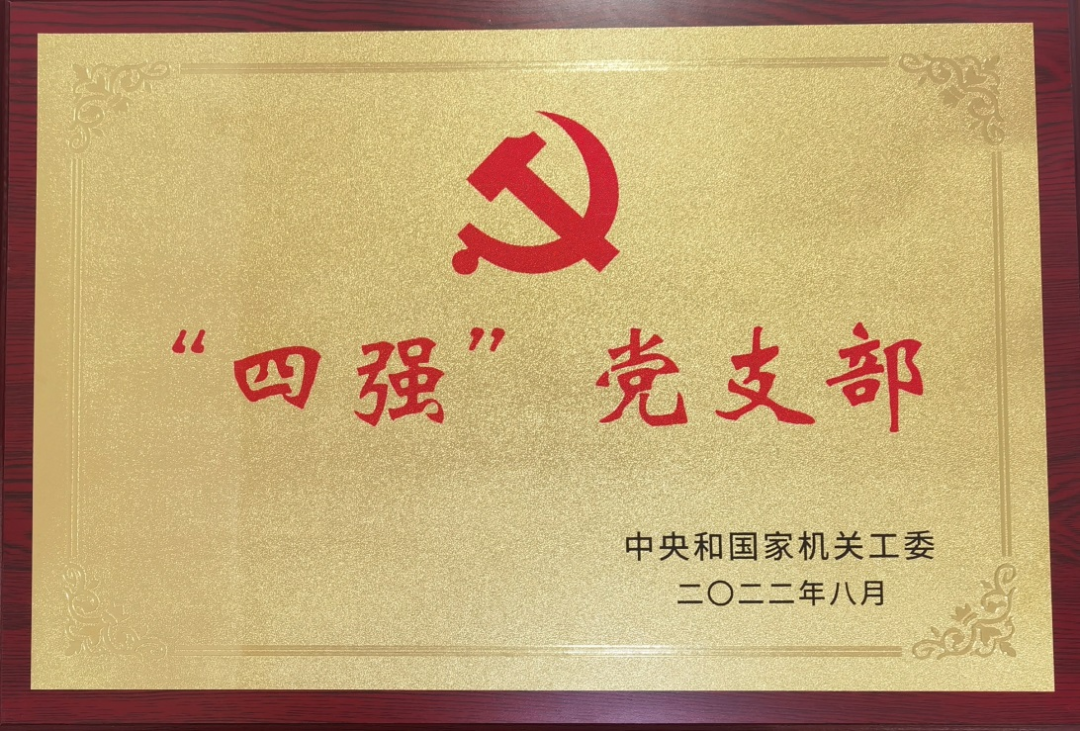 “四强”党支部
中央和国家机关工委
二〇二二年八月